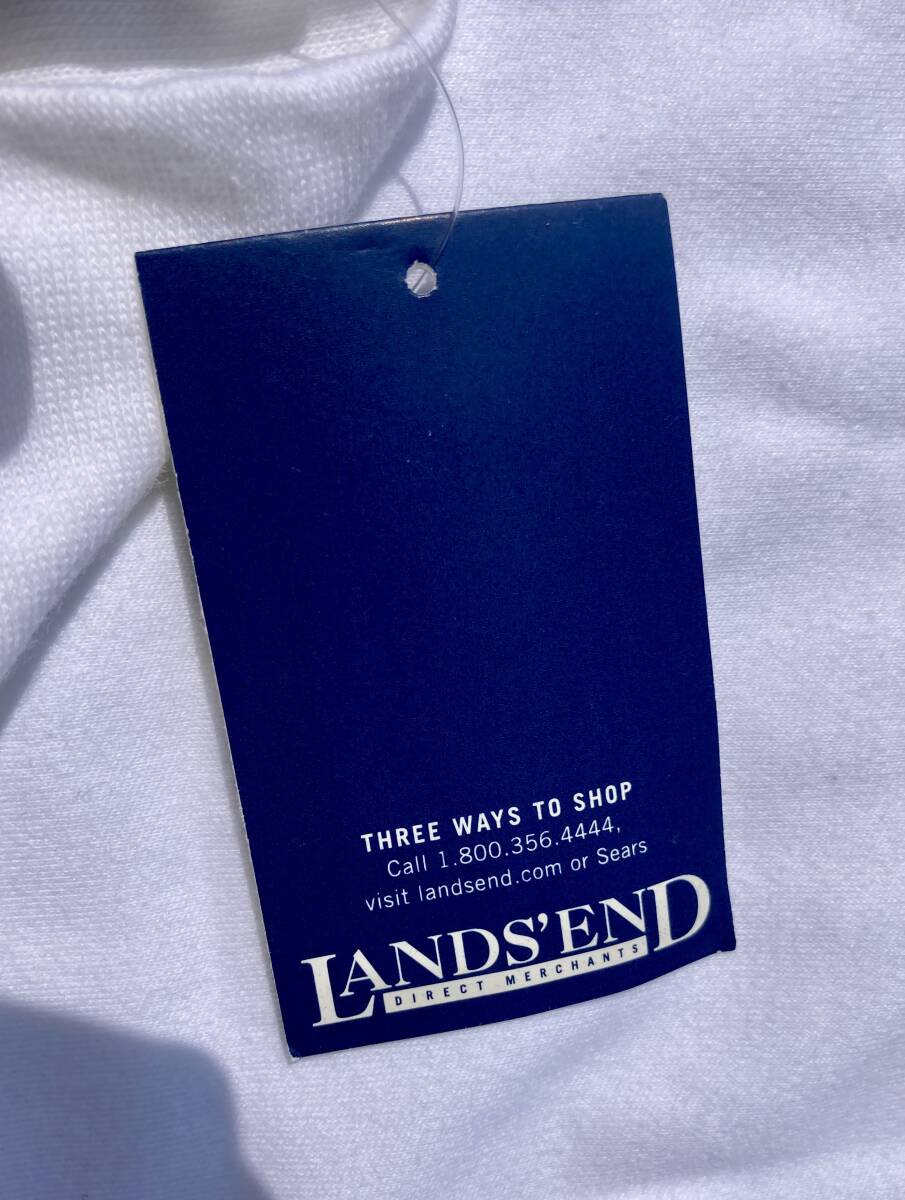 THREE WAYS TO SHOP
Call 1.800.356.4444,
visit landsend.com or Sears
LANDS'END
DIRECT MERCHANTS